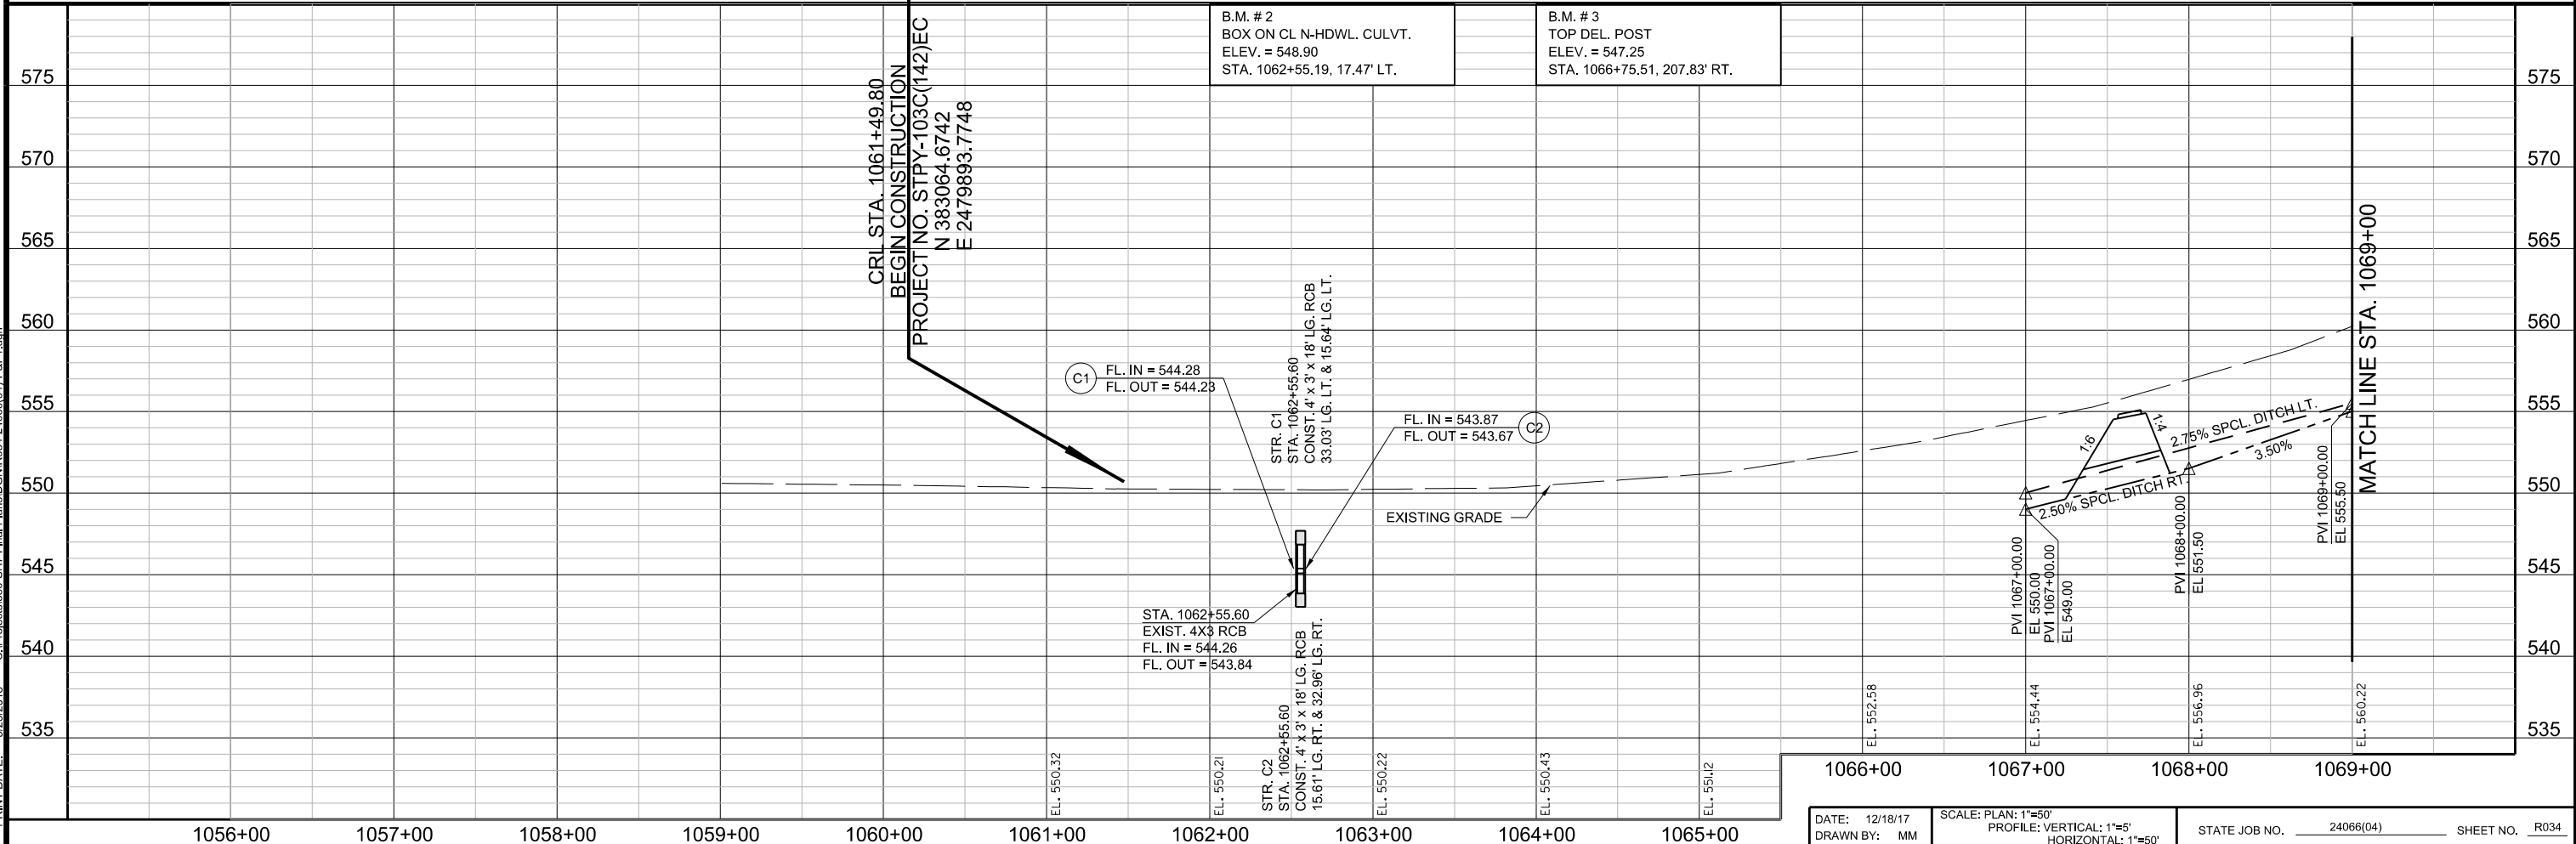 B.M. # 2
BOX ON CL N-HDWL. CULVT.
ELEV. = 548.90
STA. 1062+55.19, 17.47' LT.
B.M. # 3
TOP DEL. POST
ELEV. = 547.25
STA. 1066+75.51, 207.83' RT.
575
570
565
560
555
550
545
540
535
575
570
565
560
555
550
545
540
535
CRL STA. 1061+49.80
BEGIN CONSTRUCTION
PROJECT NO. STPY-103C(142)EC
N 383064.6742
E 2479893.7748
C1
FL. IN = 544.28
FL. OUT = 544.23
STR. C1
STA. 1062+55.60
CONST. 4' x 3' x 18' LG. RCB
33.03' LG. LT. & 15.64' LG. LT.
FL. IN = 543.87
FL. OUT = 543.67
C2
EXISTING GRADE
STA. 1062+55.60
EXIST. 4X3 RCB
FL. IN = 544.26
FL. OUT = 543.84
STR. C2
STA. 1062+55.60
CONST. 4' x 3' x 18' LG. RCB
15.61' LG. RT. & 32.96' LG. RT.
1:6
1:4
2.75% SPCL. DITCH LT.
3.50%
2.50% SPCL. DITCH RT.
PVI 1067+00.00
EL 550.00
PVI 1067+00.00
EL 549.00
PVI 1068+00.00
EL 551.50
PVI 1069+00.00
EL 555.50
MATCH LINE STA. 1069+00
EL. 550.32
EL. 550.21
EL. 550.22
EL. 550.43
EL. 551.12
EL. 552.58
EL. 554.44
EL. 556.96
EL. 560.22
1056+00
1057+00
1058+00
1059+00
1060+00
1061+00
1062+00
1063+00
1064+00
1065+00
1066+00
1067+00
1068+00
1069+00
DATE: 12/18/17
DRAWN BY: MM
SCALE: PLAN: 1"=50'
PROFILE: VERTICAL: 1"=5'
HORIZONTAL: 1"=50'
STATE JOB NO. 24066(04)
SHEET NO. R034